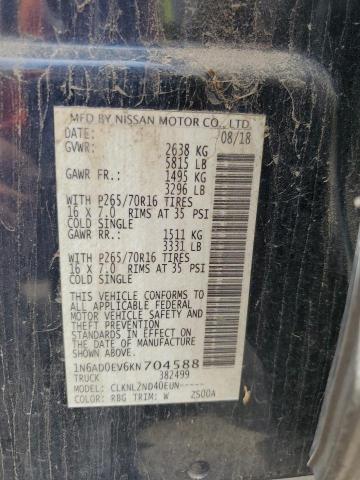 MFD BY NISSAN MOTOR CO., LTD.
DATE: 08/18
GVWR: 2638 KG
5815 LB
GAWR FR.: 1495 KG
3296 LB
WITH P265/70R16 TIRES
16 X 7.0 RIMS AT 35 PSI
COLD SINGLE
GAWR RR.: 1511 KG
3331 LB
WITH P265/70R16 TIRES
16 X 7.0 RIMS AT 35 PSI
COLD SINGLE
THIS VEHICLE CONFORMS TO
ALL APPLICABLE FEDERAL
MOTOR VEHICLE SAFETY
STANDARDS IN EFFECT ON
THE DATE OF MANUFACTURE
SHOWN ABOVE.
1N6AD0EV6KN704588
TRUCK 382499
CLKNLZND40EUN-----
COLOR: RBG TRIM: W ZS00A